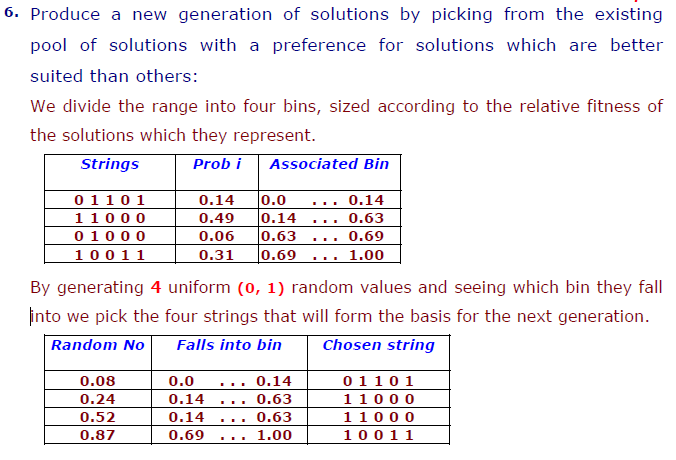 6. Produce a new generation of solutions by picking from the existing
pool of solutions with a preference for solutions which are better
suited than others:
We divide the range into four bins, sized according to the relative fitness of
the solutions which they represent.
Strings Prob i Associated Bin
0 1 1 0 1 0.14 0.0 ... 0.14
1 1 0 0 0 0.49 0.14 ... 0.63
0 1 0 0 0 0.06 0.63 ... 0.69
1 0 0 1 1 0.31 0.69 ... 1.00
By generating 4 uniform (0, 1) random values and seeing which bin they fall
into we pick the four strings that will form the basis for the next generation.
Random No Falls into bin Chosen string
0.08 0.0 ... 0.14 0 1 1 0 1
0.24 0.14 ... 0.63 1 1 0 0 0
0.52 0.14 ... 0.63 1 1 0 0 0
0.87 0.69 ... 1.00 1 0 0 1 1